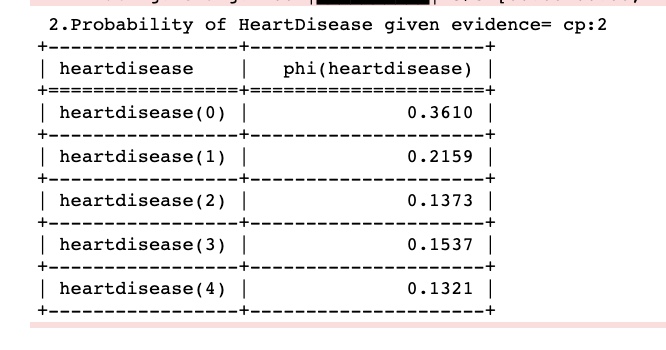 2.Probability of HeartDisease given evidence= cp:2
+-----------------+----------------------+
| heartdisease    |   phi(heartdisease) |
+=================+======================+
| heartdisease(0) |              0.3610 |
+-----------------+----------------------+
| heartdisease(1) |              0.2159 |
+-----------------+----------------------+
| heartdisease(2) |              0.1373 |
+-----------------+----------------------+
| heartdisease(3) |              0.1537 |
+-----------------+----------------------+
| heartdisease(4) |              0.1321 |
+-----------------+----------------------+